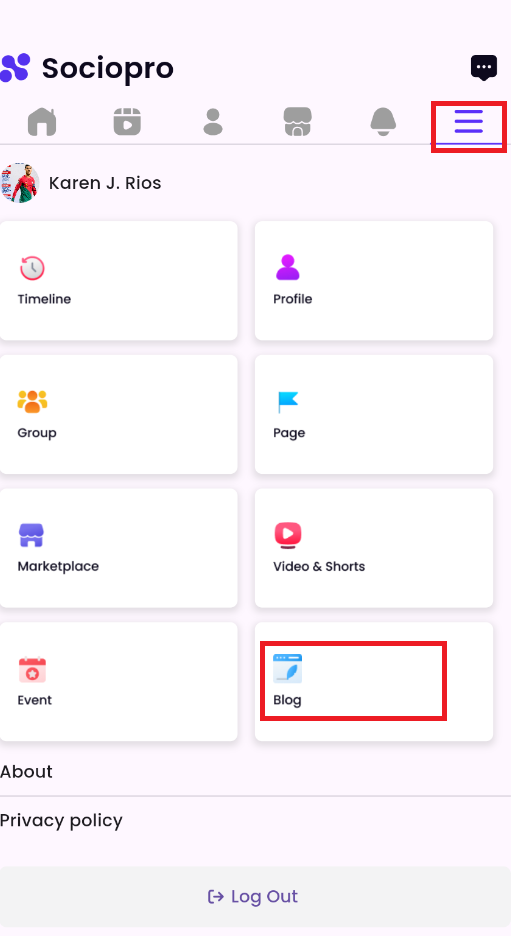 Sociopro
Karen J. Rios
Timeline
Profile
Group
Page
Marketplace
Video & Shorts
Event
Blog
About
Privacy policy
Log Out